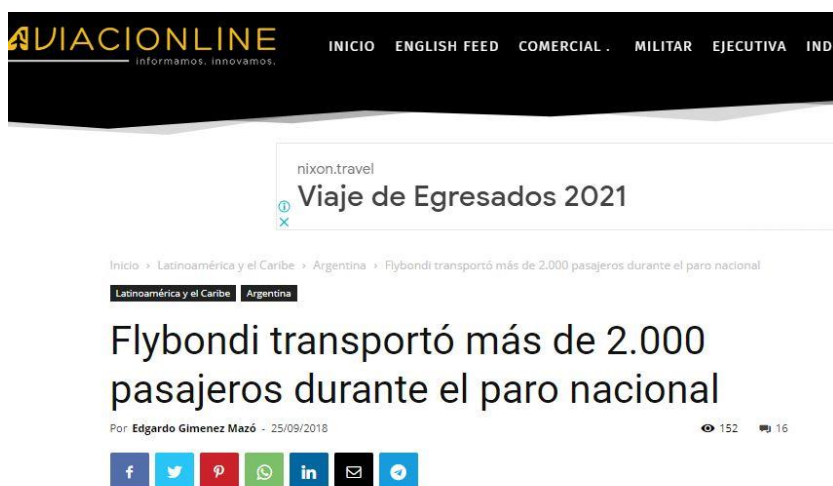 AVIACIONLINE
informamos. innovamos.
INICIO ENGLISH FEED COMERCIAL . MILITAR EJECUTIVA IND
nixon.travel
Viaje de Egresados 2021
Inicio › Latinoamérica y el Caribe › Argentina › Flybondi transportó más de 2.000 pasajeros durante el paro nacional
Latinoamérica y el Caribe Argentina
Flybondi transportó más de 2.000
pasajeros durante el paro nacional
Por Edgardo Gimenez Mazó - 25/09/2018 152 16